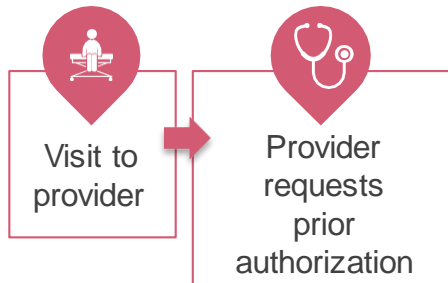 Visit to
provider
Provider
requests
prior
authorization